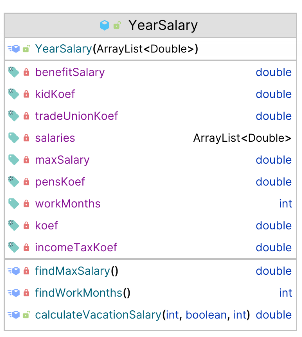 YearSalary
YearSalary(ArrayList<Double>)
benefitSalary double
kidKoef double
tradeUnionKoef double
salaries ArrayList<Double>
maxSalary double
pensKoef double
workMonths int
koef double
incomeTaxKoef double
findMaxSalary() double
findWorkMonths() int
calculateVacationSalary(int, boolean, int) double